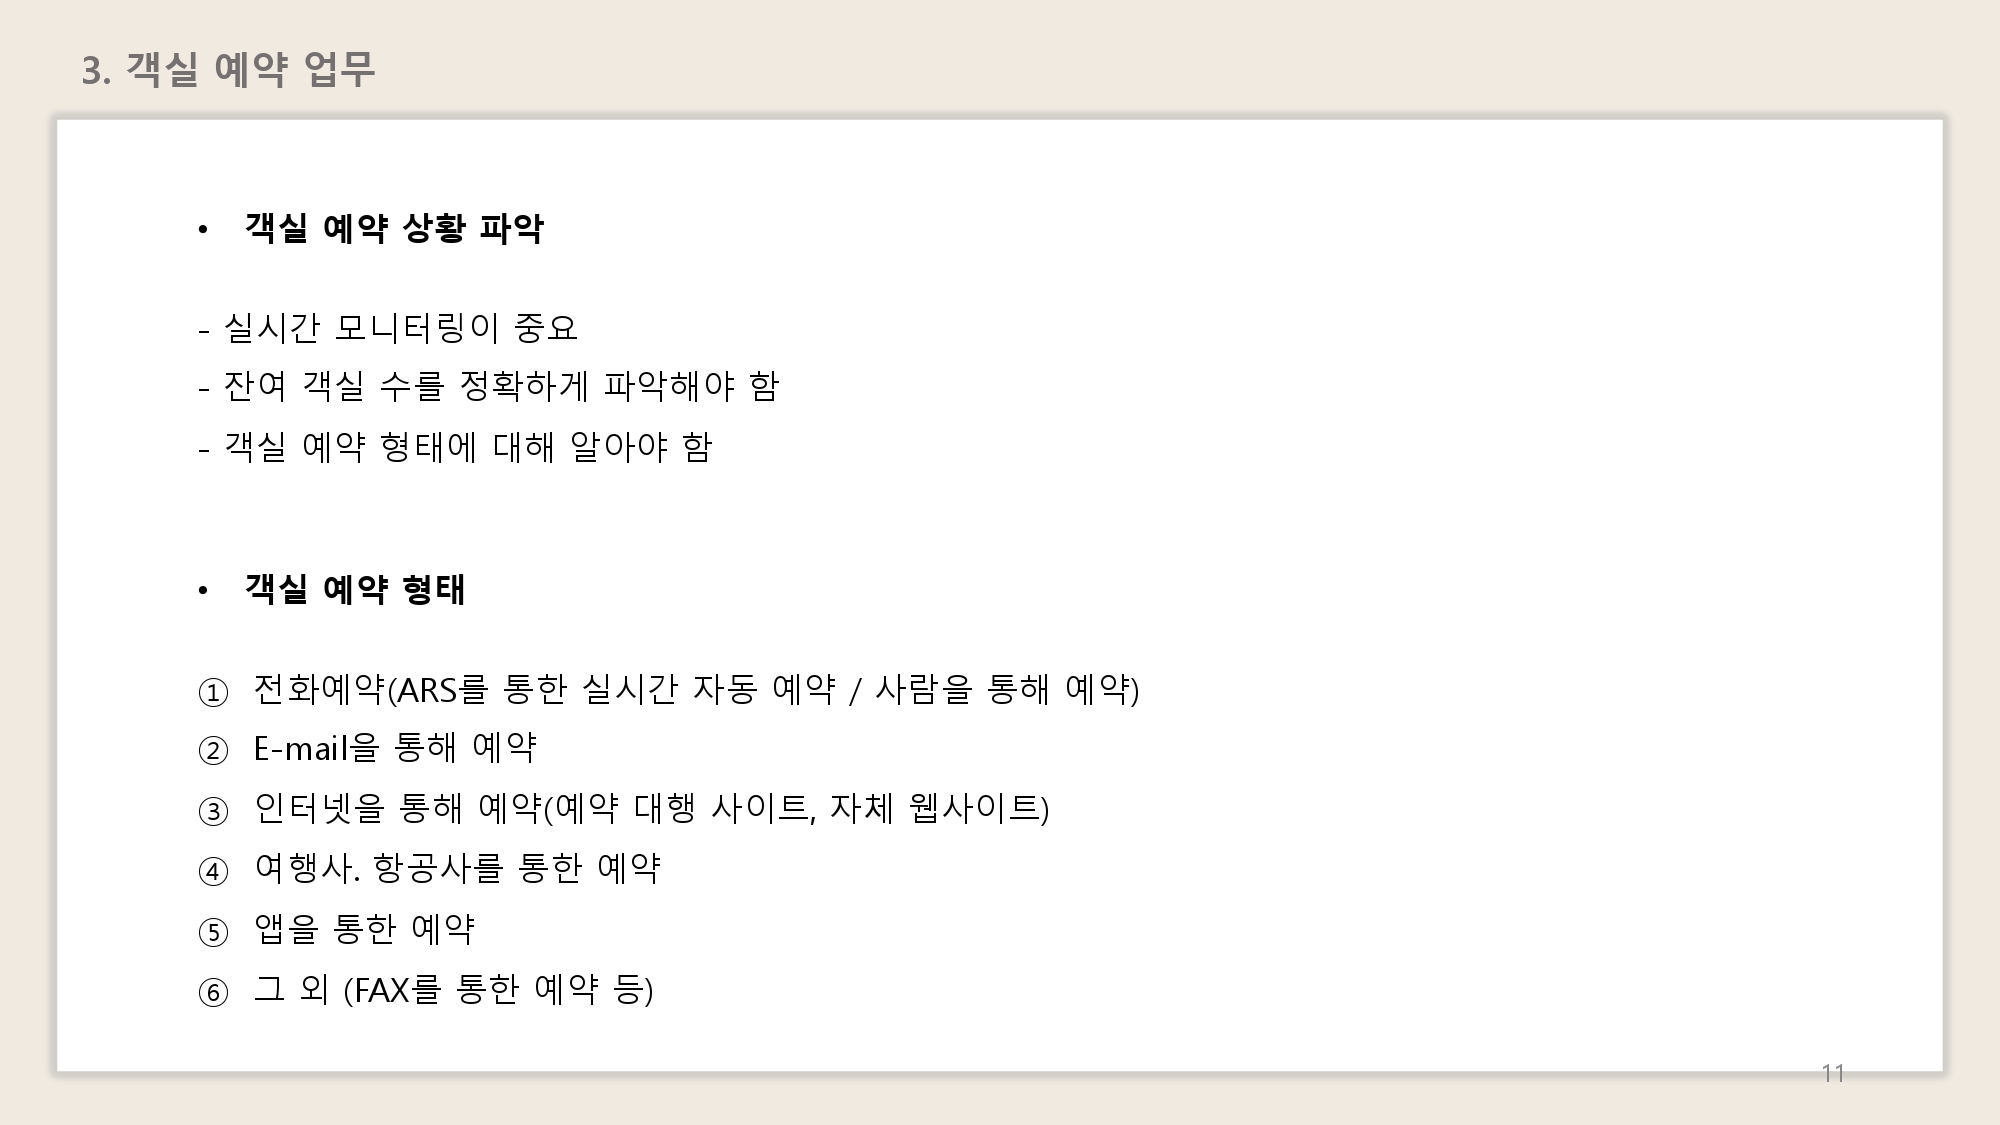 3. 객실 예약 업무
• 객실 예약 상황 파악
- 실시간 모니터링이 중요
- 잔여 객실 수를 정확하게 파악해야 함
- 객실 예약 형태에 대해 알아야 함
• 객실 예약 형태
① 전화예약(ARS를 통한 실시간 자동 예약 / 사람을 통해 예약)
② E-mail을 통해 예약
③ 인터넷을 통해 예약(예약 대행 사이트, 자체 웹사이트)
④ 여행사. 항공사를 통한 예약
⑤ 앱을 통한 예약
⑥ 그 외 (FAX를 통한 예약 등)
11